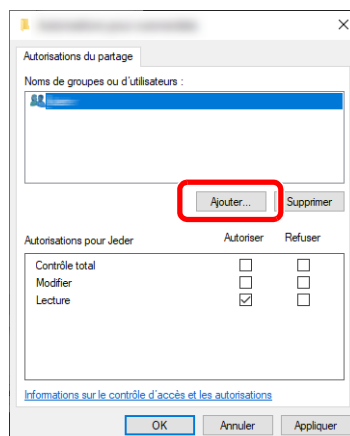 Autorisations du partage
Noms de groupes ou d'utilisateurs :
Ajouter... Supprimer
Autorisations pour Jeder Autoriser Refuser
Contrôle total
Modifier
Lecture
Informations sur le contrôle d'accès et les autorisations
OK Annuler Appliquer